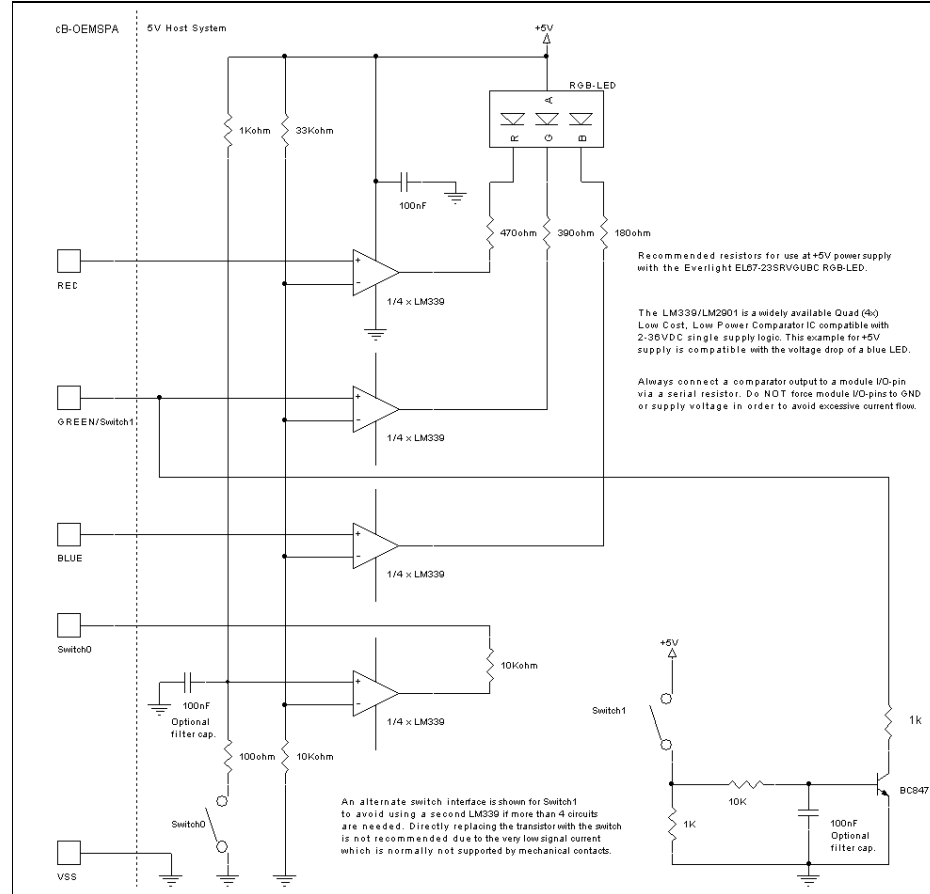 cB-OEMSPA
5V Host System
+5V
RGB-LED
A
R
G
B
1Kohm
33Kohm
100nF
470ohm
390ohm
180ohm
RED
1/4 x LM339
Recommended resistors for use at +5V power supply
with the Everlight EL67-23SRVGUBC RGB-LED.
The LM339/LM2901 is a widely available Quad (4x)
Low Cost, Low Power Comparator IC compatible with
2-36VDC single supply logic. This example for +5V
supply is compatible with the voltage drop of a blue LED.
Always connect a comparator output to a module I/O-pin
via a serial resistor. Do NOT force module I/O-pins to GND
or supply voltage in order to avoid excessive current flow.
+
-
GREEN/Switch1
+
-
1/4 x LM339
BLUE
+
-
1/4 x LM339
Switch0
10Kohm
+
-
1/4 x LM339
100nF
Optional
filter cap.
100ohm
10Kohm
Switch0
VSS
+5V
Switch1
1k
10K
BC847
1K
100nF
Optional
filter cap.
An alternate switch interface is shown for Switch1
to avoid using a second LM339 if more than 4 circuits
are needed. Directly replacing the transistor with the switch
is not recommended due to the very low signal current
which is normally not supported by mechanical contacts.